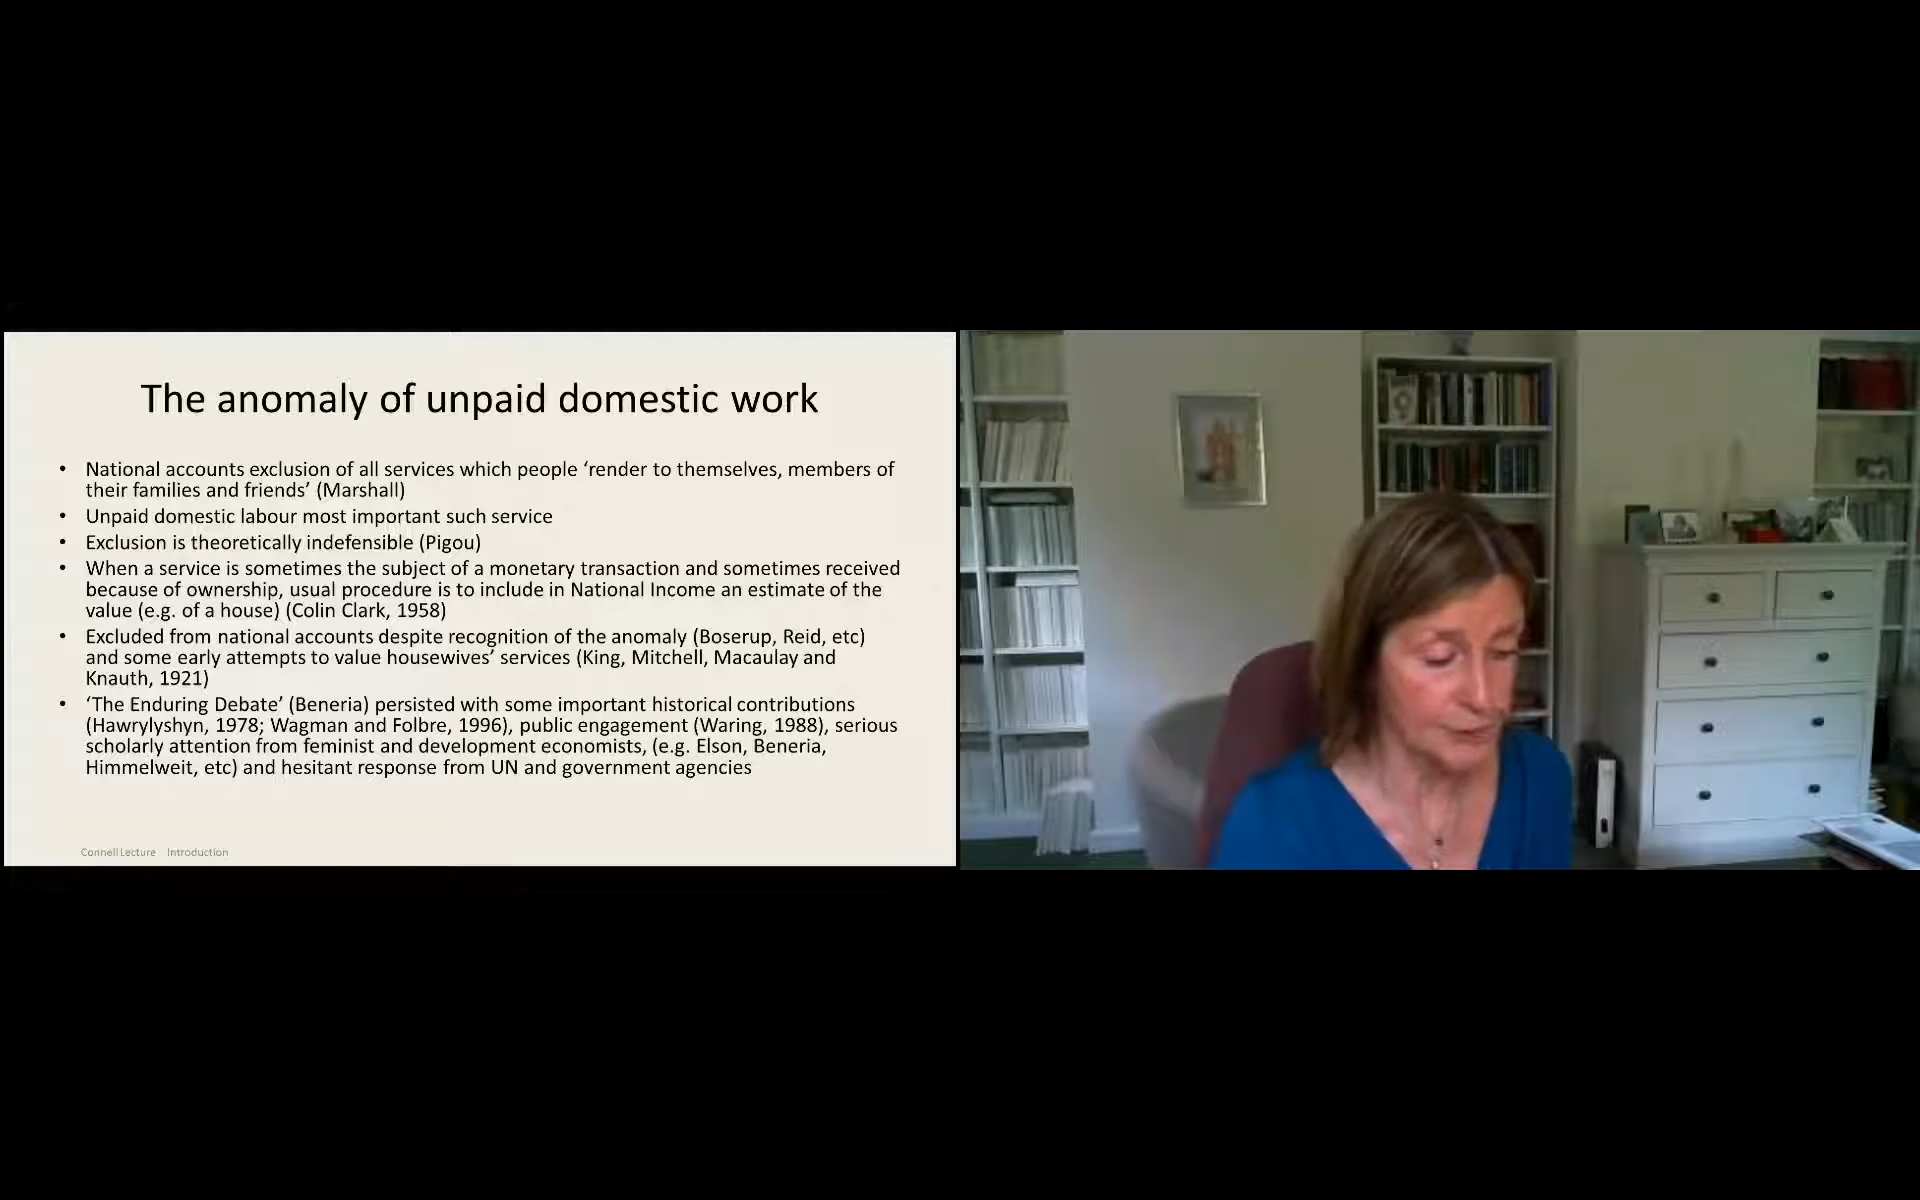 The anomaly of unpaid domestic work
• National accounts exclusion of all services which people ‘render to themselves, members of
their families and friends’ (Marshall)
• Unpaid domestic labour most important such service
• Exclusion is theoretically indefensible (Pigou)
• When a service is sometimes the subject of a monetary transaction and sometimes received
because of ownership, usual procedure is to include in National Income an estimate of the
value (e.g. of a house) (Colin Clark, 1958)
• Excluded from national accounts despite recognition of the anomaly (Boserup, Reid, etc)
and some early attempts to value housewives’ services (King, Mitchell, Macaulay and
Knauth, 1921)
• ‘The Enduring Debate’ (Beneria) persisted with some important historical contributions
(Hawrylyshyn, 1978; Wagman and Folbre, 1996), public engagement (Waring, 1988), serious
scholarly attention from feminist and development economists, (e.g. Elson, Beneria,
Himmelweit, etc) and hesitant response from UN and government agencies
Connell Lecture Introduction